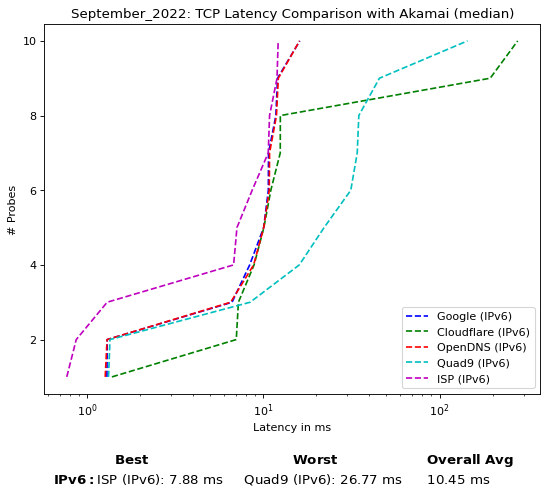 September_2022: TCP Latency Comparison with Akamai (median)
10
8
6
4
2
# Probes
Google (IPv6)
Cloudflare (IPv6)
OpenDNS (IPv6)
Quad9 (IPv6)
ISP (IPv6)
10⁰ 10¹ 10²
Latency in ms
Best Worst Overall Avg
IPv6: ISP (IPv6): 7.88 ms Quad9 (IPv6): 26.77 ms 10.45 ms